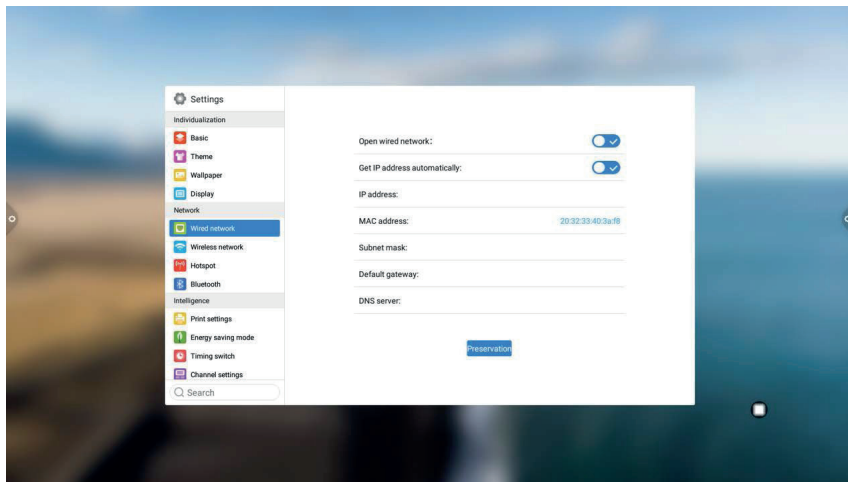 Settings
Individualization
Basic
Theme
Wallpaper
Display
Network
Wired network
Wireless network
Hotspot
Bluetooth
Intelligence
Print settings
Energy saving mode
Timing switch
Channel settings
Search
Open wired network:
Get IP address automatically:
IP address:
MAC address: 20:32:33:40:3a:f8
Subnet mask:
Default gateway:
DNS server:
Preservation